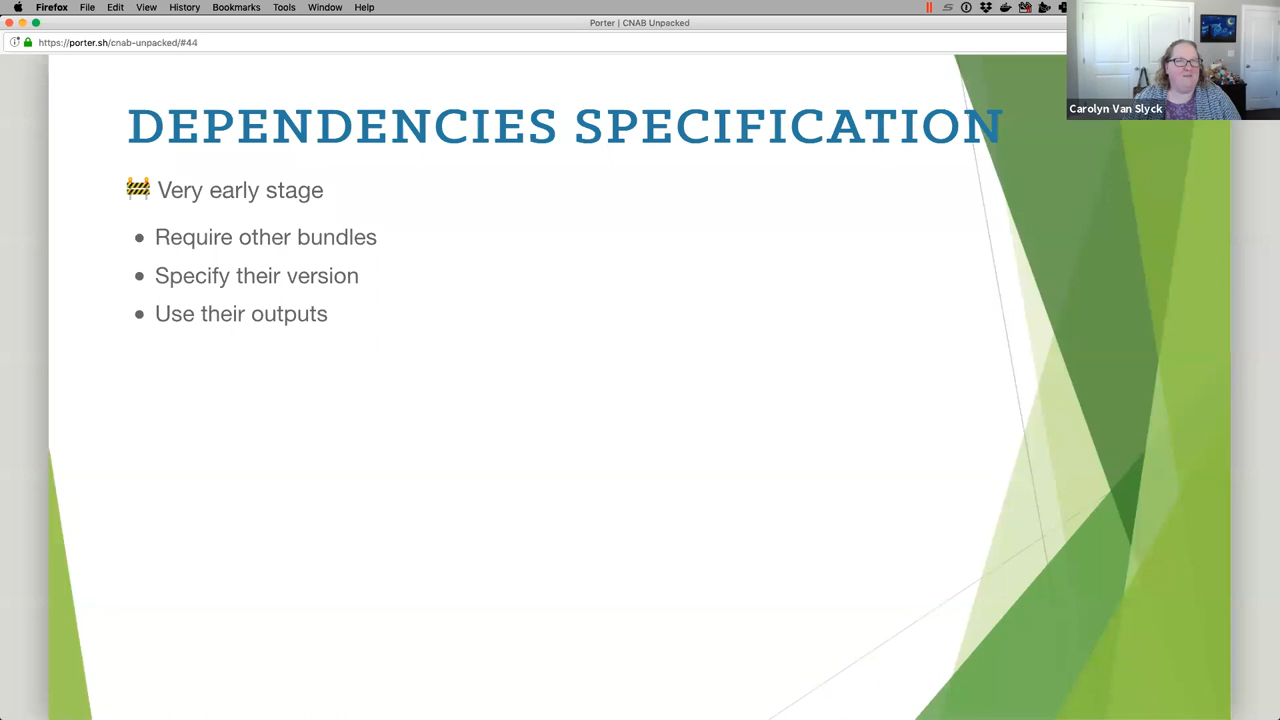 Firefox File Edit View History Bookmarks Tools Window Help
Porter | CNAB Unpacked
https://porter.sh/cnab-unpacked/#44
Carolyn Van Slyck
DEPENDENCIES SPECIFICATION
🚧 Very early stage
• Require other bundles
• Specify their version
• Use their outputs